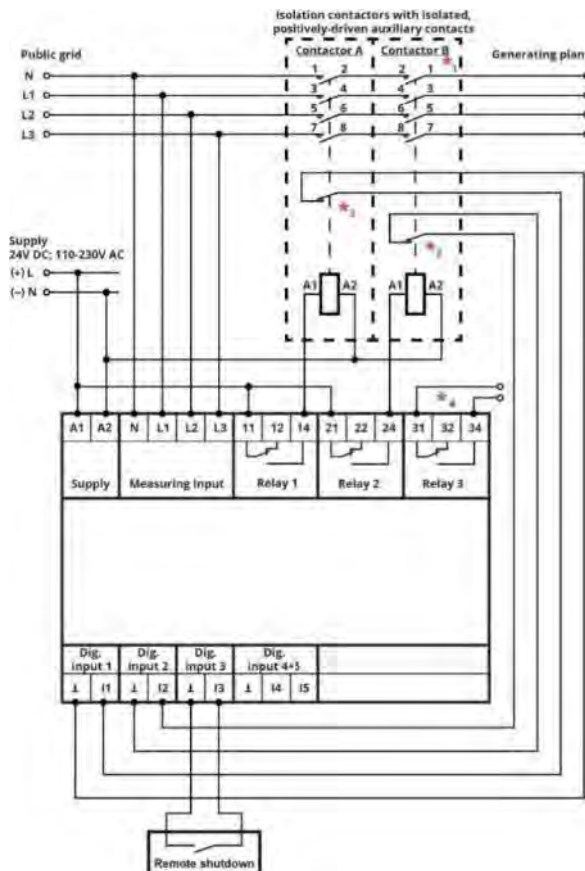 Isolation contactors with isolated,
positively-driven auxiliary contacts
Public grid
Contactor A
Contactor B
Generating plant
*1
N
1 2
2 1
L1
3 4
4 3
L2
5 6
6 5
L3
7 8
8 7
*3
*2
Supply
24V DC; 110-230V AC
(+) L
(−) N
A1 A2
A1 A2
*4
A1 A2 N L1 L2 L3 11 12 14 21 22 24 31 32 34
Supply Measuring Input Relay 1 Relay 2 Relay 3
Dig. input 1
Dig. input 2
Dig. input 3
Dig. input 4+5
⊥ I1 ⊥ I2 ⊥ I3 ⊥ I4 I5
Remote shutdown